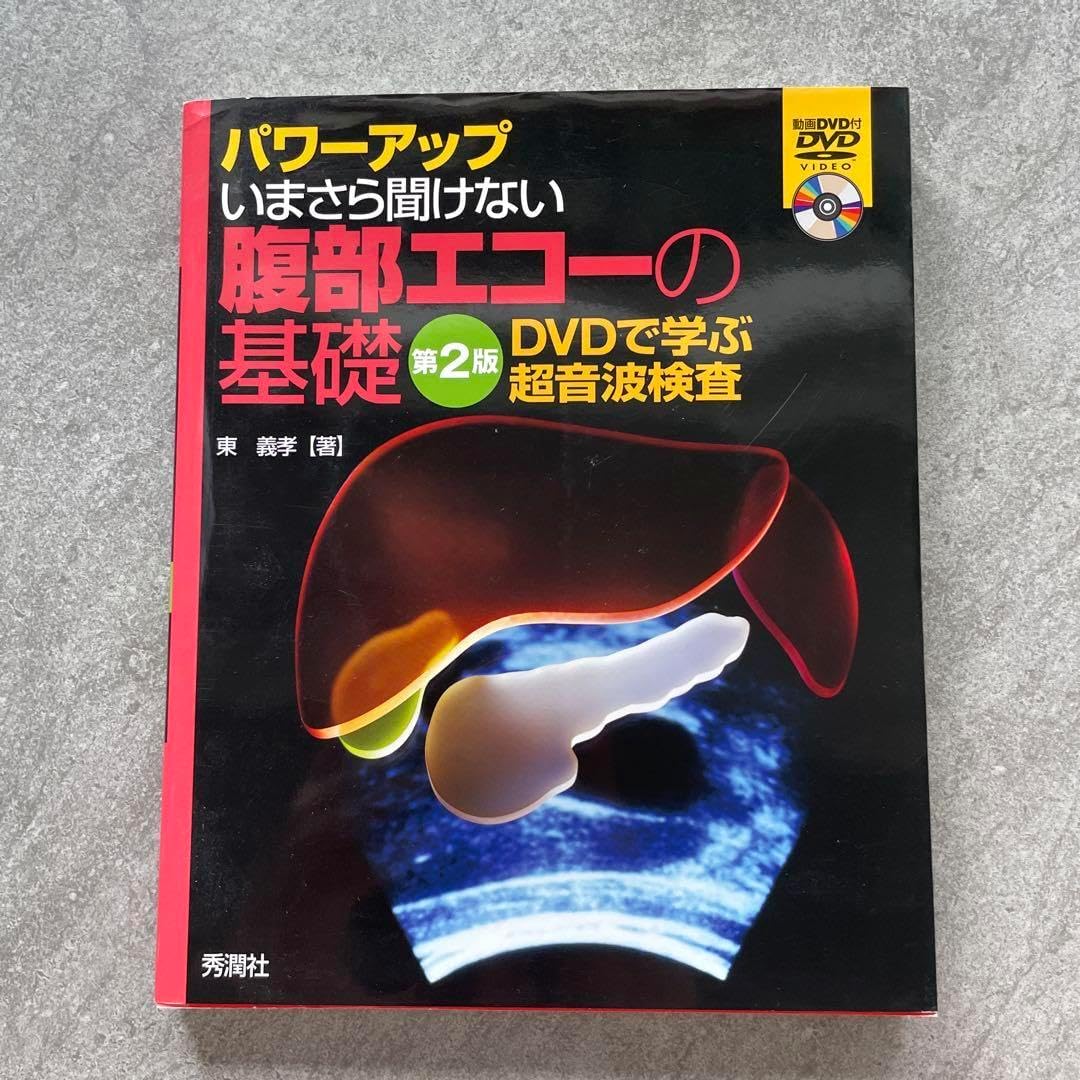 パワーアップ
いまさら聞けない
腹部エコーの
基礎
第2版
DVDで学ぶ
超音波検査
東 義孝【著】
動画DVD付
DVD
VIDEO
秀潤社